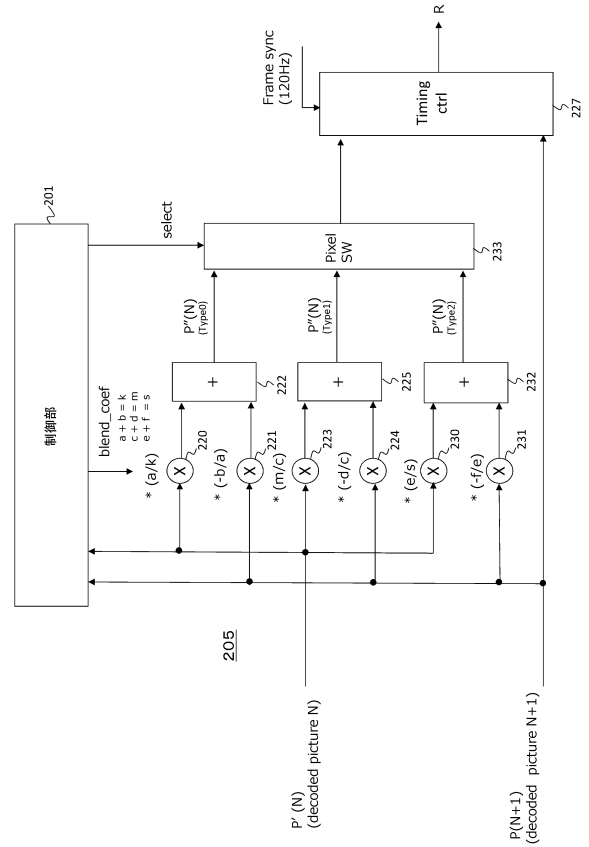 制御部
201
blend_coef
a + b = k
c + d = m
e + f = s
select
Frame sync
(120Hz)
R
* (a/k)
220
* (-b/a)
221
+
222
P''(N)
(Type0)
* (m/c)
223
* (-d/c)
224
+
225
P''(N)
(Type1)
* (e/s)
230
* (-f/e)
231
+
232
P''(N)
(Type2)
X
X
X
X
X
X
Pixel
SW
233
Timing
ctrl
227
205
P' (N)
(decoded picture N)
P(N+1)
(decoded picture N+1)